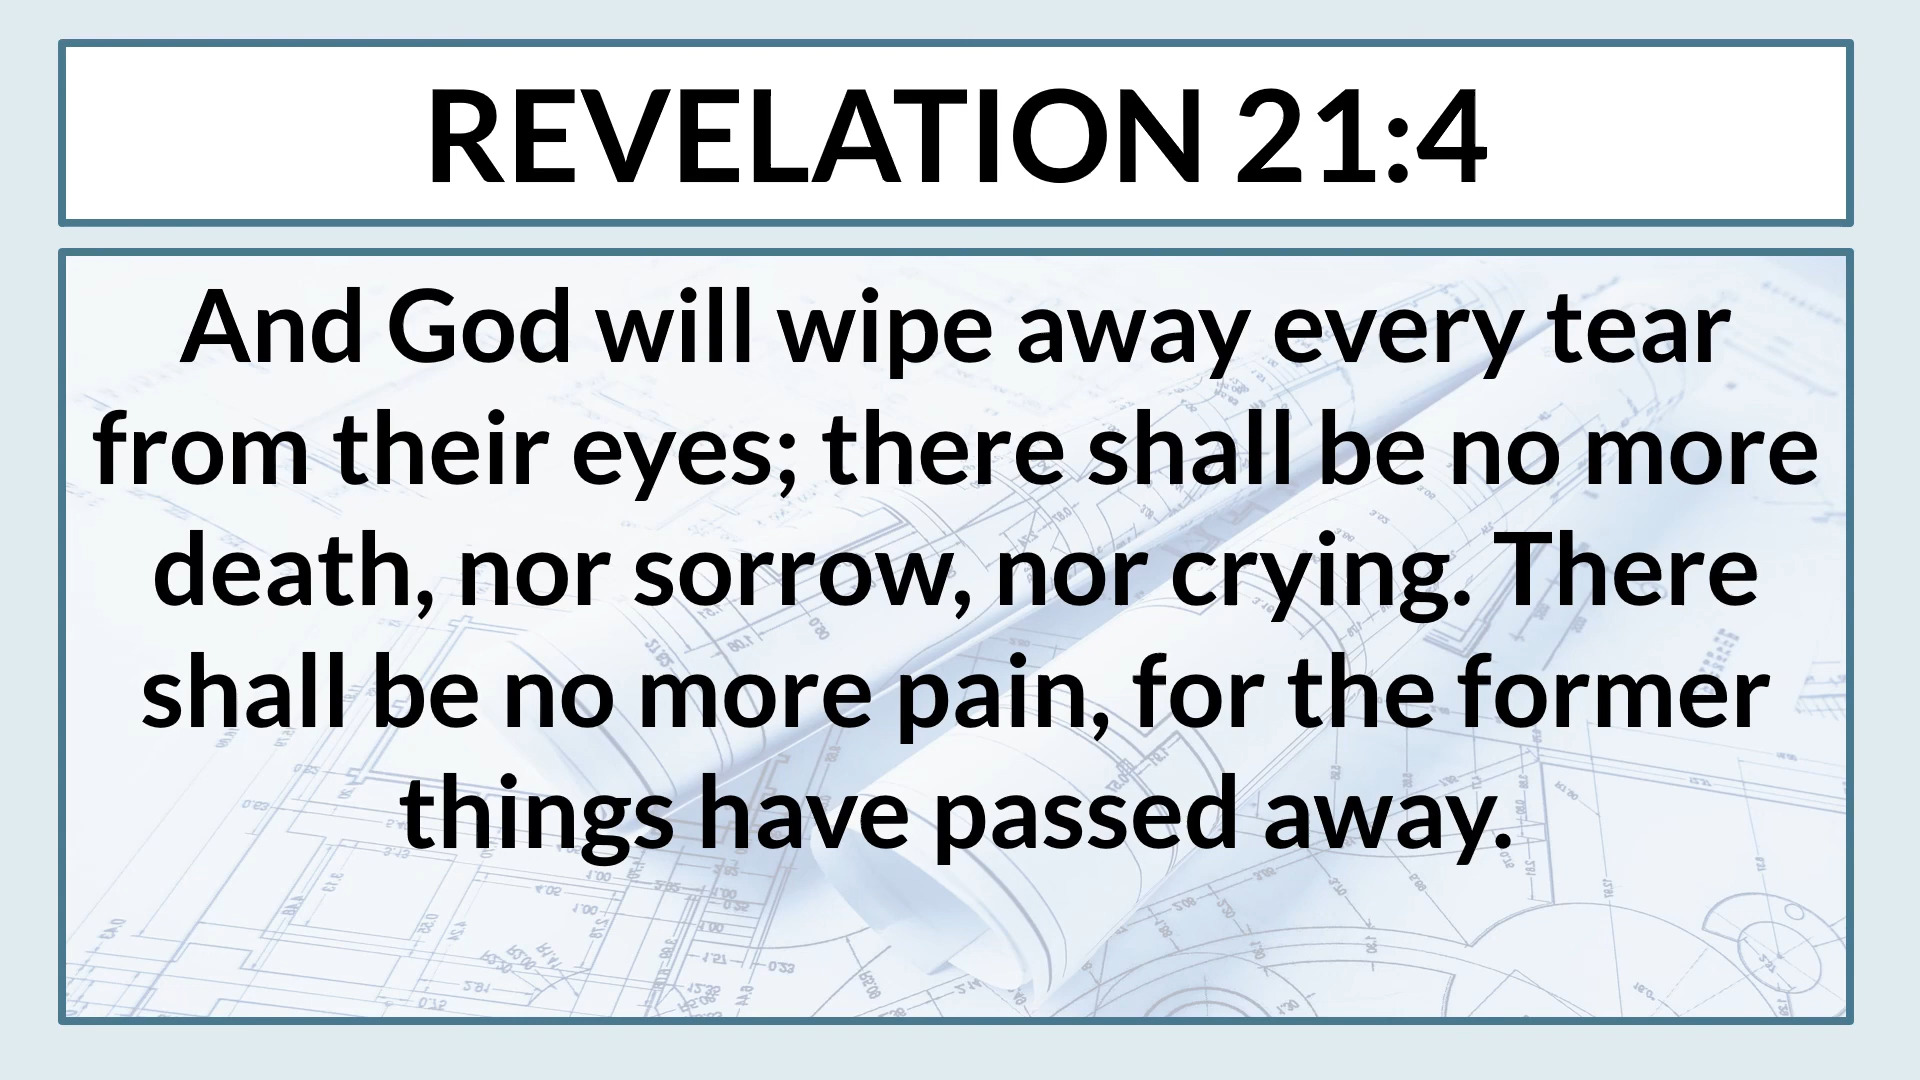 REVELATION 21:4
And God will wipe away every tear
from their eyes; there shall be no more
death, nor sorrow, nor crying. There
shall be no more pain, for the former
things have passed away.